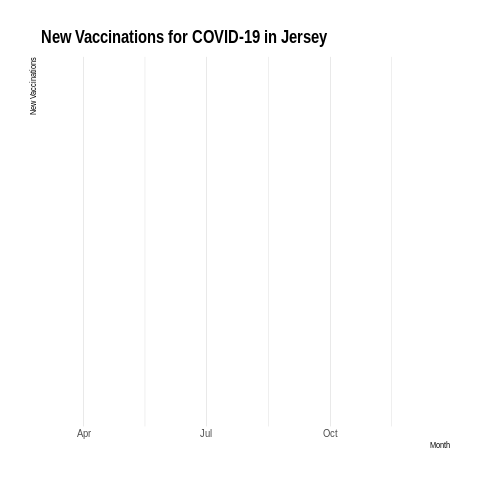 New Vaccinations for COVID-19 in Jersey
New Vaccinations
Apr
Jul
Oct
Month